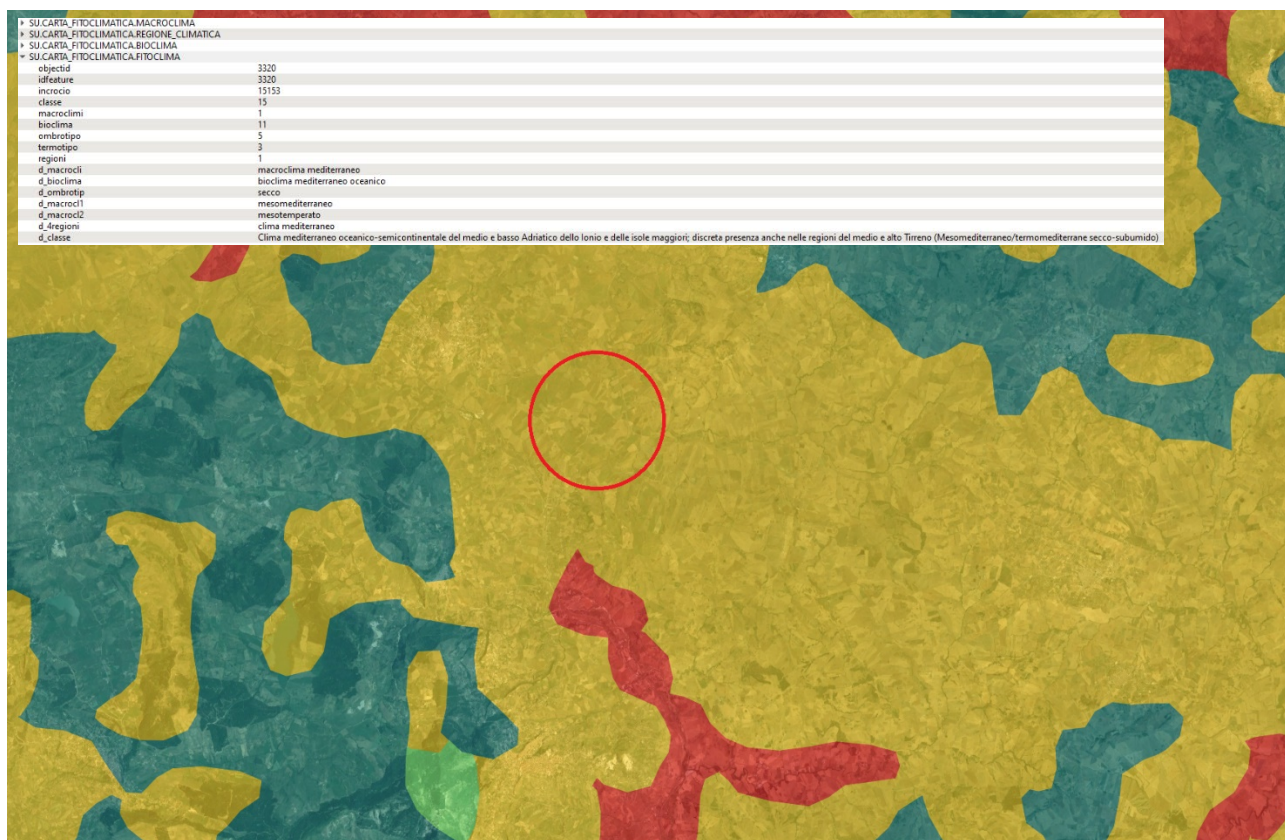 SU.CARTA_FITOCLIMATICA.MACROCLIMA
SU.CARTA_FITOCLIMATICA.REGIONE_CLIMATICA
SU.CARTA_FITOCLIMATICA.BIOCLIMA
SU.CARTA_FITOCLIMATICA.FITOCLIMA
objectid 3320
idfeature 3320
incrocio 15153
classe 15
macroclimi 1
bioclima 11
ombrotipo 5
termotipo 3
regioni 1
d_macrocli macroclima mediterraneo
d_bioclima bioclima mediterraneo oceanico
d_ombrotip secco
d_macrocl1 mesomediterraneo
d_macrocl2 mesotemperato
d_4regioni clima mediterraneo
d_classe Clima mediterraneo oceanico-semicontinentale del medio e basso Adriatico dello Ionio e delle isole maggiori; discreta presenza anche nelle regioni del medio e alto Tirreno (Mesomediterraneo/termomediterrane secco-subumido)